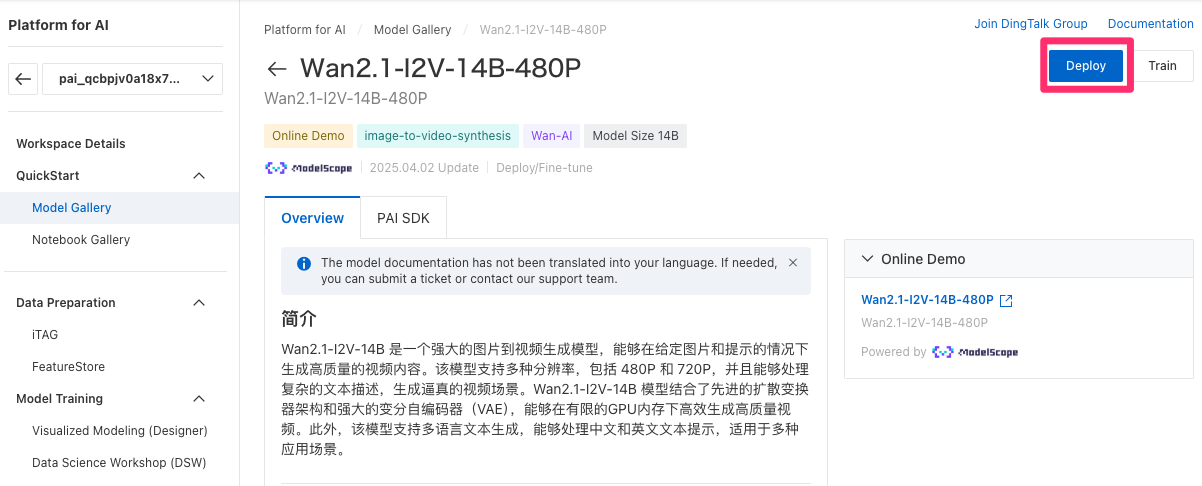 Platform for AI
Platform for AI / Model Gallery / Wan2.1-I2V-14B-480P
Join DingTalk Group Documentation
pai_qcbpjv0a18x7...
Wan2.1-I2V-14B-480P
Deploy
Train
Wan2.1-I2V-14B-480P
Online Demo
image-to-video-synthesis
Wan-AI
Model Size 14B
ModelScope
2025.04.02 Update
Deploy/Fine-tune
Workspace Details
QuickStart
Model Gallery
Notebook Gallery
Data Preparation
iTAG
FeatureStore
Model Training
Visualized Modeling (Designer)
Data Science Workshop (DSW)
Overview
PAI SDK
The model documentation has not been translated into your language. If needed,
you can submit a ticket or contact our support team.
简介
Wan2.1-I2V-14B 是一个强大的图片到视频生成模型，能够在给定图片和提示的情况下
生成高质量的视频内容。该模型支持多种分辨率，包括 480P 和 720P，并且能够处理
复杂的文本描述，生成逼真的视频场景。Wan2.1-I2V-14B 模型结合了先进的扩散变换
器架构和强大的变分自编码器（VAE），能够在有限的GPU内存下高效生成高质量视
频。此外，该模型支持多语言文本生成，能够处理中文和英文文本提示，适用于多种
应用场景。
Online Demo
Wan2.1-I2V-14B-480P
Wan2.1-I2V-14B-480P
Powered by ModelScope